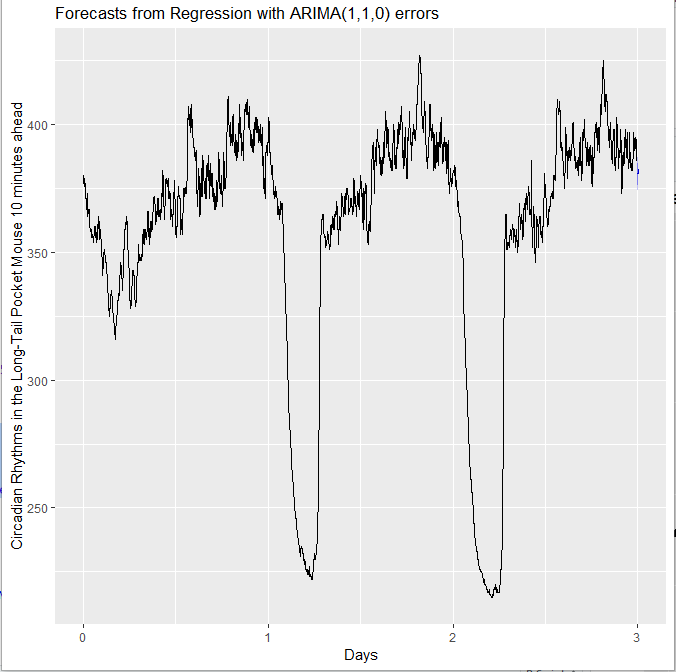 Forecasts from Regression with ARIMA(1,1,0) errors
Circadian Rhythms in the Long-Tail Pocket Mouse 10 minutes ahead
400
350
300
250
0
1
2
3
Days